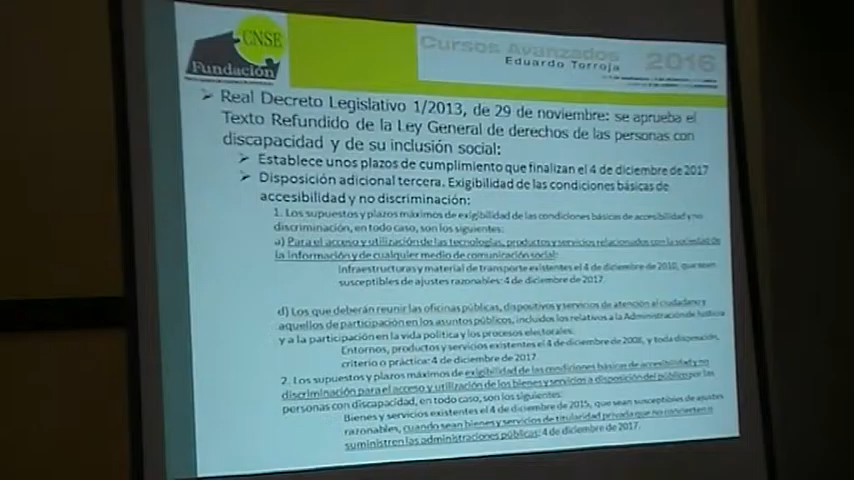 CNSE
Fundación
Cursos Avanzados
Eduardo Torroja
2016
Real Decreto Legislativo 1/2013, de 29 de noviembre: se aprueba el
Texto Refundido de la Ley General de derechos de las personas con
discapacidad y de su inclusión social:
Establece unos plazos de cumplimiento que finalizan el 4 de diciembre de 2017
Disposición adicional tercera. Exigibilidad de las condiciones básicas de
accesibilidad y no discriminación:
1. Los supuestos y plazos máximos de exigibilidad de las condiciones básicas de accesibilidad y no
discriminación, en todo caso, son los siguientes:
a) Para el acceso y utilización de las tecnologías, productos y servicios relacionados con la sociedad de
la información y de cualquier medio de comunicación social:
Infraestructuras y material de transporte existentes el 4 de diciembre de 2010, que sean
susceptibles de ajustes razonables: 4 de diciembre de 2017.
d) Los que deberán reunir las oficinas públicas, dispositivos y servicios de atención al ciudadano y
aquellos de participación en los asuntos públicos, incluidos los relativos a la Administración de Justicia
y a la participación en la vida política y los procesos electorales:
Entornos, productos y servicios existentes el 4 de diciembre de 2008, y toda disposición,
criterio o práctica: 4 de diciembre de 2017.
2. Los supuestos y plazos máximos de exigibilidad de las condiciones básicas de accesibilidad y no
discriminación para el acceso y utilización de los bienes y servicios a disposición del público por las
personas con discapacidad, en todo caso, son los siguientes:
Bienes y servicios existentes el 4 de diciembre de 2015, que sean susceptibles de ajustes
razonables, cuando sean bienes y servicios de titularidad privada que no concierten o
suministren las administraciones públicas: 4 de diciembre de 2017.